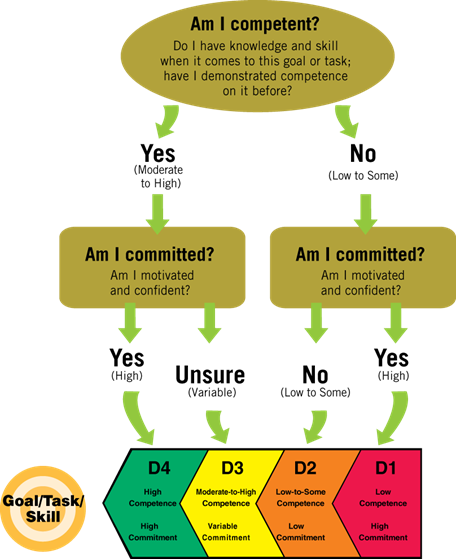 Am I competent?
Do I have knowledge and skill
when it comes to this goal or task;
have I demonstrated competence
on it before?
Yes
(Moderate
to High)
No
(Low to Some)
Am I committed?
Am I motivated
and confident?
Am I committed?
Am I motivated
and confident?
Yes
(High)
Unsure
(Variable)
No
(Low to Some)
Yes
(High)
Goal/Task/
Skill
D4
High
Competence
High
Commitment
D3
Moderate-to-High
Competence
Variable
Commitment
D2
Low-to-Some
Competence
Low
Commitment
D1
Low
Competence
High
Commitment